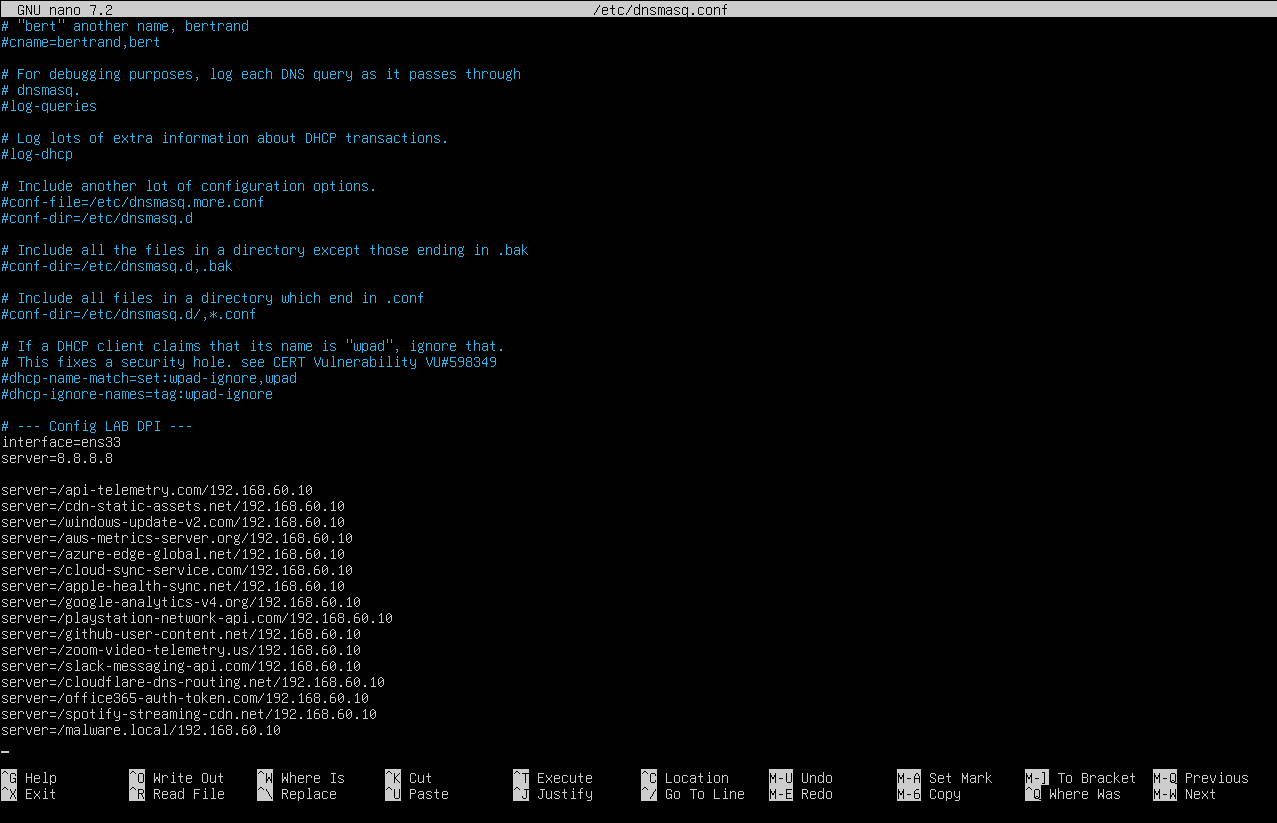 GNU nano 7.2 /etc/dnsmasq.conf
# "bert" another name, bertrand
#cname=bertrand,bert
# For debugging purposes, log each DNS query as it passes through
# dnsmasq.
#log-queries
# Log lots of extra information about DHCP transactions.
#log-dhcp
# Include another lot of configuration options.
#conf-file=/etc/dnsmasq.more.conf
#conf-dir=/etc/dnsmasq.d
# Include all the files in a directory except those ending in .bak
#conf-dir=/etc/dnsmasq.d,.bak
# Include all files in a directory which end in .conf
#conf-dir=/etc/dnsmasq.d/,*.conf
# If a DHCP client claims that its name is "wpad", ignore that.
# This fixes a security hole. see CERT Vulnerability VU#598349
#dhcp-name-match=set:wpad-ignore,wpad
#dhcp-ignore-names=tag:wpad-ignore
# --- Config LAB DPI ---
interface=ens33
server=8.8.8.8
server=/api-telemetry.com/192.168.60.10
server=/cdn-static-assets.net/192.168.60.10
server=/windows-update-v2.com/192.168.60.10
server=/aws-metrics-server.org/192.168.60.10
server=/azure-edge-global.net/192.168.60.10
server=/cloud-sync-service.com/192.168.60.10
server=/apple-health-sync.net/192.168.60.10
server=/google-analytics-v4.org/192.168.60.10
server=/playstation-network-api.com/192.168.60.10
server=/github-user-content.net/192.168.60.10
server=/zoom-video-telemetry.us/192.168.60.10
server=/slack-messaging-api.com/192.168.60.10
server=/cloudflare-dns-routing.net/192.168.60.10
server=/office365-auth-token.com/192.168.60.10
server=/spotify-streaming-cdn.net/192.168.60.10
server=/malware.local/192.168.60.10
^G Help ^O Write Out ^W Where Is ^K Cut ^T Execute ^C Location M-U Undo M-A Set Mark M-] To Bracket M-Q Previous
^X Exit ^R Read File ^\ Replace ^U Paste ^J Justify ^/ Go To Line M-E Redo M-6 Copy ^Q Where Was M-W Next